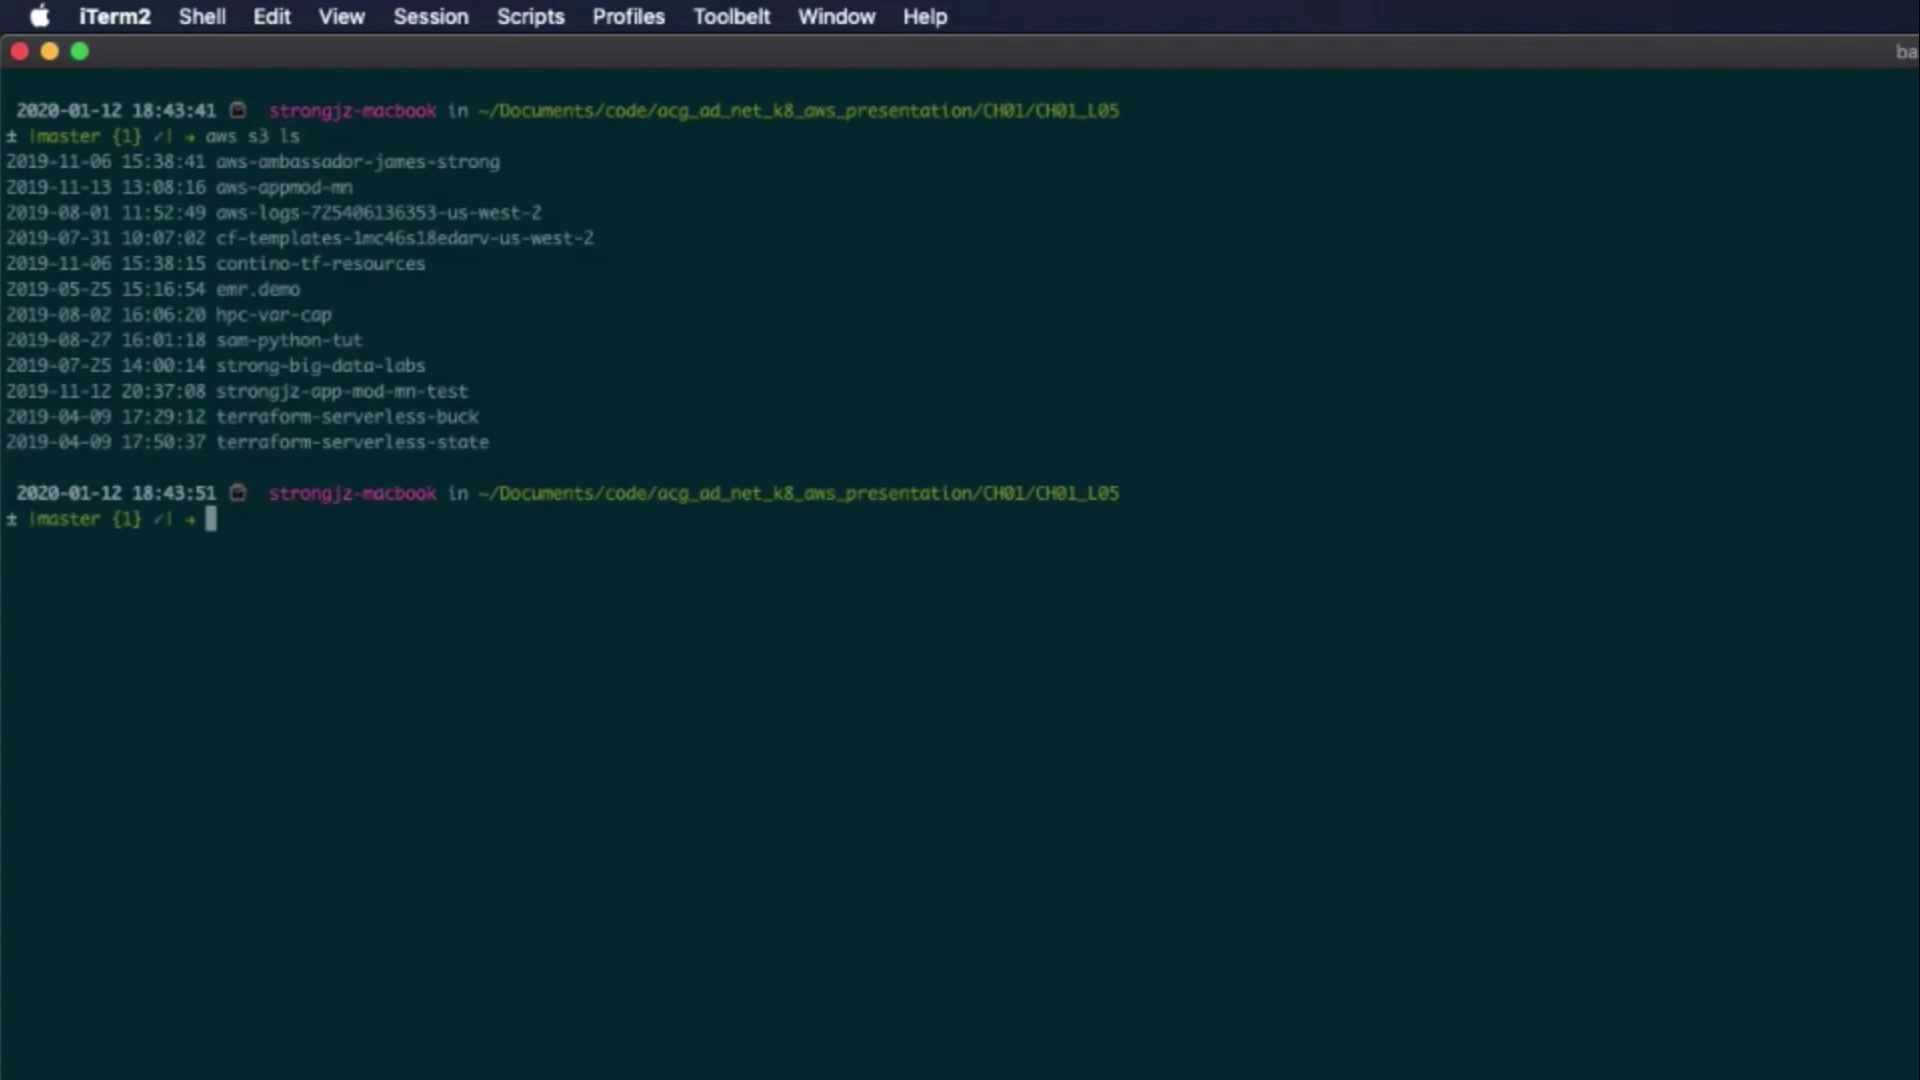 iTerm2 Shell Edit View Session Scripts Profiles Toolbelt Window Help
ba
2020-01-12 18:43:41 strongjz-macbook in ~/Documents/code/acg_ad_net_k8_aws_presentation/CH01/CH01_L05
± |master {1} ✓| → aws s3 ls
2019-11-06 15:38:41 aws-ambassador-james-strong
2019-11-13 13:08:16 aws-appmod-mn
2019-08-01 11:52:49 aws-logs-725406136353-us-west-2
2019-07-31 10:07:02 cf-templates-1mc46s18edarv-us-west-2
2019-11-06 15:38:15 contino-tf-resources
2019-05-25 15:16:54 emr.demo
2019-08-02 16:06:20 hpc-var-cap
2019-08-27 16:01:18 sam-python-tut
2019-07-25 14:00:14 strong-big-data-labs
2019-11-12 20:37:08 strongjz-app-mod-mn-test
2019-04-09 17:29:12 terraform-serverless-buck
2019-04-09 17:50:37 terraform-serverless-state
2020-01-12 18:43:51 strongjz-macbook in ~/Documents/code/acg_ad_net_k8_aws_presentation/CH01/CH01_L05
± |master {1} ✓| →